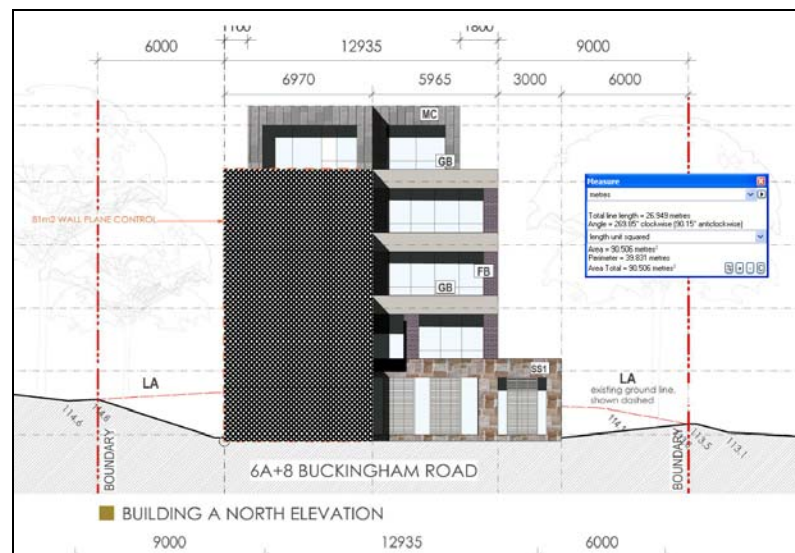 1100
1800
6000
12935
9000
6970
5965
3000
6000
MC
GB
81m2 WALL PLANE CONTROL
Measure
metres
Total line length = 26.949 metres
Angle = 269.85° clockwise (90.15° anticlockwise)
length unit squared
Area = 90.506 metres²
Perimeter = 39.831 metres
Area Total = 90.506 metres²
FB
GB
SS1
LA
LA
existing ground line,
shown dashed
114.6
114.6
BOUNDARY
6A+8 BUCKINGHAM ROAD
114.1
113.5
113.1
BOUNDARY
BUILDING A NORTH ELEVATION
9000
12935
6000